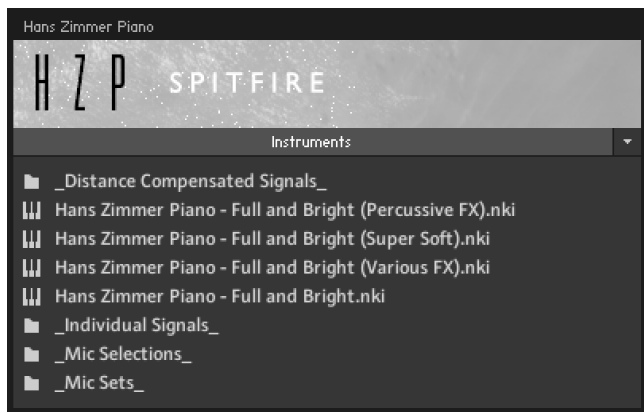 Hans Zimmer Piano
HZP SPITFIRE
Instruments
_Distance Compensated Signals_
Hans Zimmer Piano - Full and Bright (Percussive FX).nki
Hans Zimmer Piano - Full and Bright (Super Soft).nki
Hans Zimmer Piano - Full and Bright (Various FX).nki
Hans Zimmer Piano - Full and Bright.nki
_Individual Signals_
_Mic Selections_
_Mic Sets_